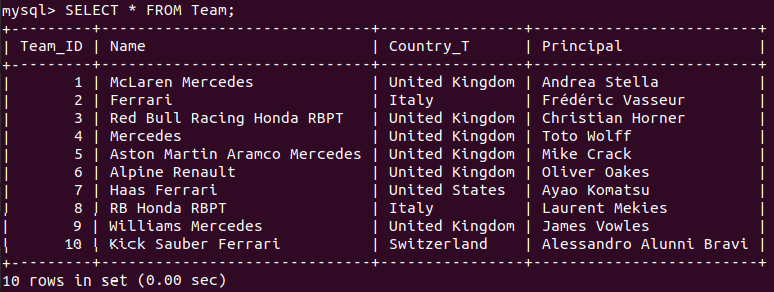 mysql> SELECT * FROM Team;
+---------+----------------------------+----------------+-------------------------+
| Team_ID | Name                       | Country_T      | Principal               |
+---------+----------------------------+----------------+-------------------------+
|       1 | McLaren Mercedes           | United Kingdom | Andrea Stella           |
|       2 | Ferrari                    | Italy          | Frédéric Vasseur        |
|       3 | Red Bull Racing Honda RBPT | United Kingdom | Christian Horner        |
|       4 | Mercedes                   | United Kingdom | Toto Wolff              |
|       5 | Aston Martin Aramco Mercedes | United Kingdom | Mike Crack              |
|       6 | Alpine Renault             | United Kingdom | Oliver Oakes            |
|       7 | Haas Ferrari               | United States  | Ayao Komatsu            |
|       8 | RB Honda RBPT              | Italy          | Laurent Mekies          |
|       9 | Williams Mercedes          | United Kingdom | James Vowles            |
|      10 | Kick Sauber Ferrari        | Switzerland    | Alessandro Alunni Bravi |
+---------+----------------------------+----------------+-------------------------+
10 rows in set (0.00 sec)